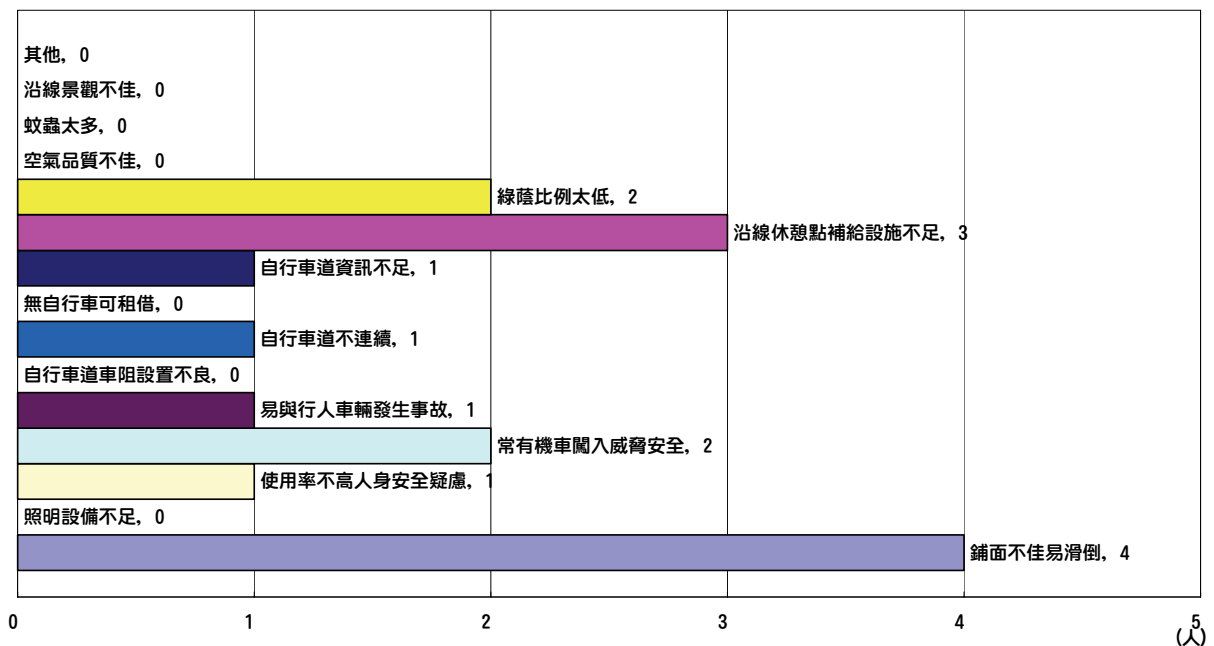 其他, 0
沿線景觀不佳, 0
蚊蟲太多, 0
空氣品質不佳, 0
綠蔭比例太低, 2
沿線休憩點補給設施不足, 3
自行車道資訊不足, 1
無自行車可租借, 0
自行車道不連續, 1
自行車道車阻設置不良, 0
易與行人車輛發生事故, 1
常有機車闖入威脅安全, 2
使用率不高人身安全疑慮, 1
照明設備不足, 0
鋪面不佳易滑倒, 4
0 1 2 3 4 5
(人)